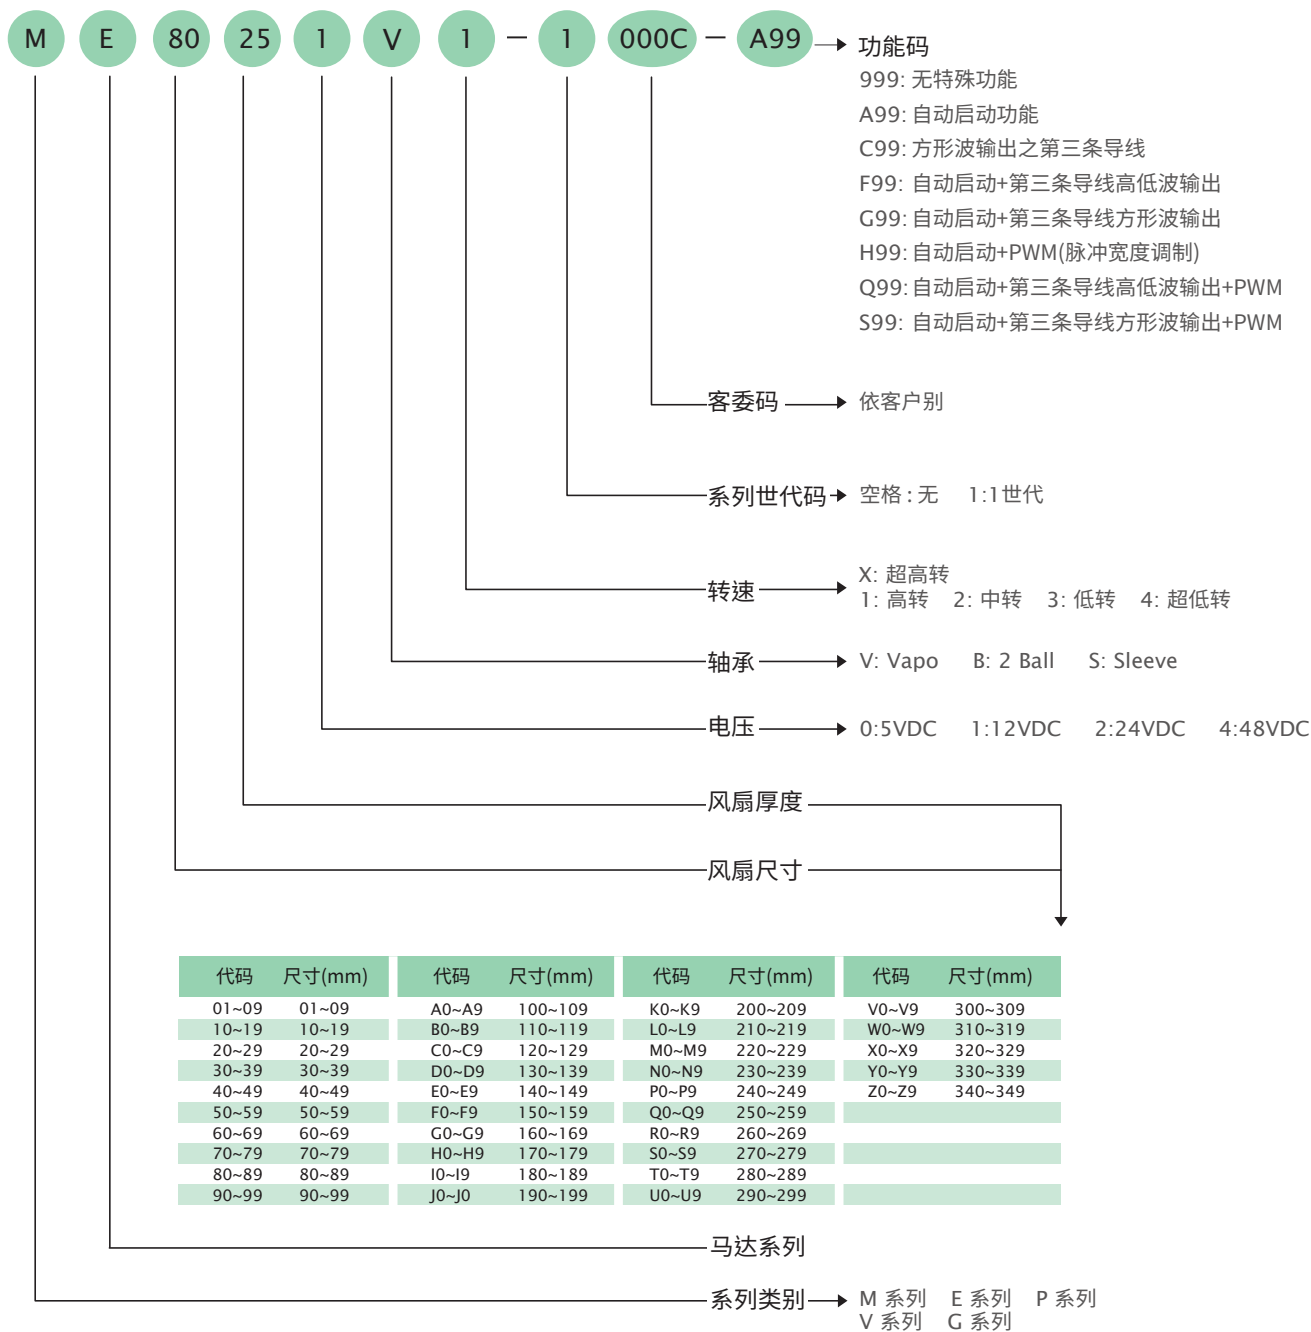 M E 80 25 1 V 1 — 1 000C — A99 功能码
999: 无特殊功能
A99: 自动启动功能
C99: 方形波输出之第三条导线
F99: 自动启动+第三条导线高低波输出
G99: 自动启动+第三条导线方形波输出
H99: 自动启动+PWM(脉冲宽度调制)
Q99: 自动启动+第三条导线高低波输出+PWM
S99: 自动启动+第三条导线方形波输出+PWM
客委码 依客户别
系列世代码 空格 : 无 1:1世代
转速 X: 超高转
1: 高转 2: 中转 3: 低转 4: 超低转
轴承 V: Vapo B: 2 Ball S: Sleeve
电压 0:5VDC 1:12VDC 2:24VDC 4:48VDC
风扇厚度
风扇尺寸
代码 尺寸(mm) 代码 尺寸(mm) 代码 尺寸(mm) 代码 尺寸(mm)
01~09 01~09 A0~A9 100~109 K0~K9 200~209 V0~V9 300~309
10~19 10~19 B0~B9 110~119 L0~L9 210~219 W0~W9 310~319
20~29 20~29 C0~C9 120~129 M0~M9 220~229 X0~X9 320~329
30~39 30~39 D0~D9 130~139 N0~N9 230~239 Y0~Y9 330~339
40~49 40~49 E0~E9 140~149 P0~P9 240~249 Z0~Z9 340~349
50~59 50~59 F0~F9 150~159 Q0~Q9 250~259
60~69 60~69 G0~G9 160~169 R0~R9 260~269
70~79 70~79 H0~H9 170~179 S0~S9 270~279
80~89 80~89 I0~I9 180~189 T0~T9 280~289
90~99 90~99 J0~J0 190~199 U0~U9 290~299
马达系列
系列类别 M 系列 E 系列 P 系列
V 系列 G 系列